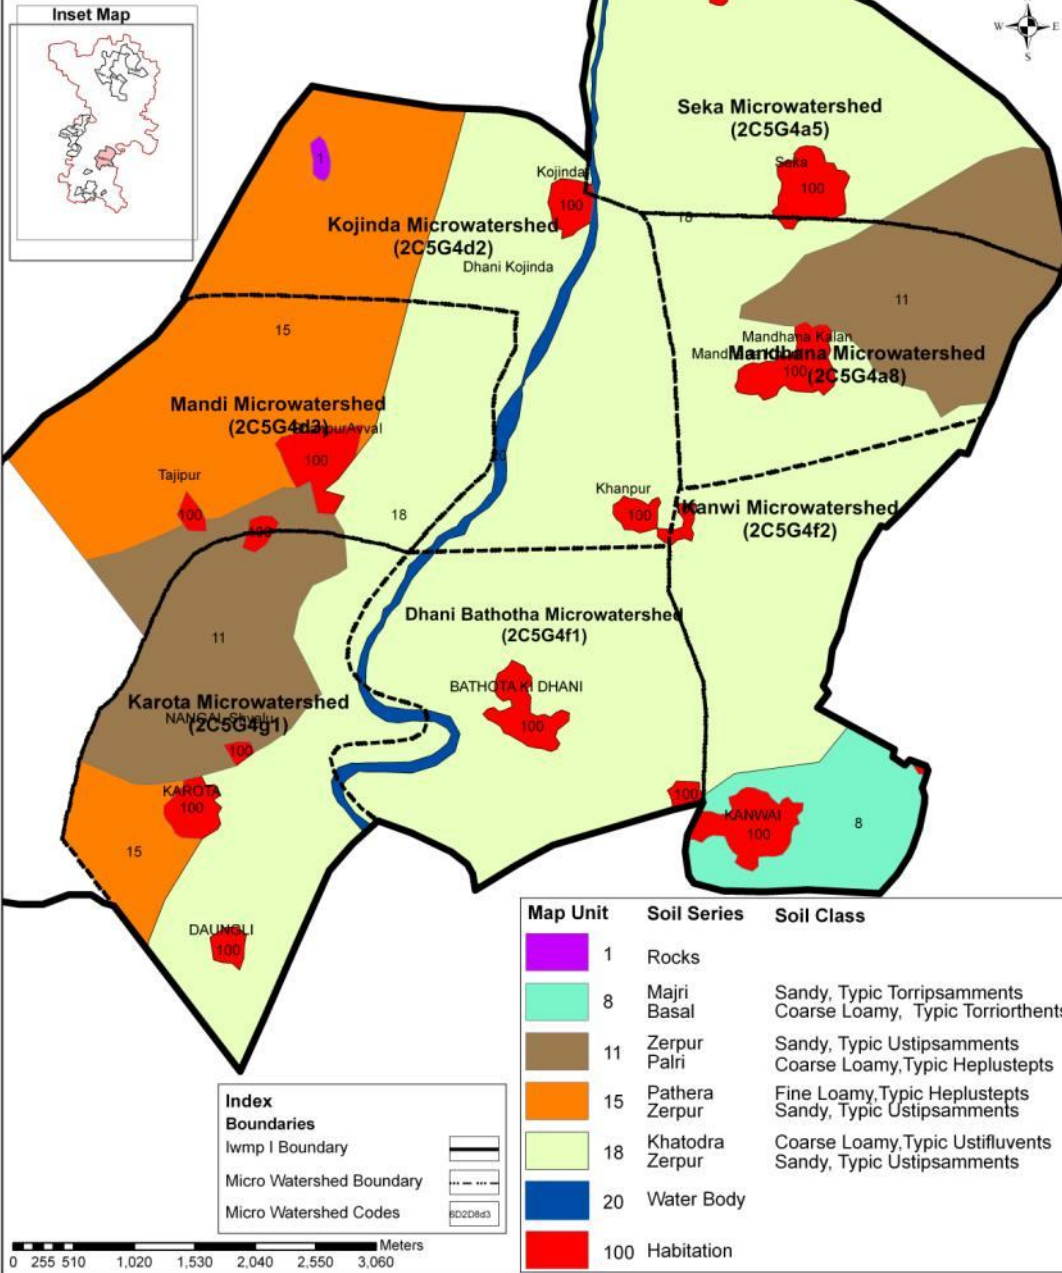 Inset Map
W
E
S
Seka Microwatershed
(2C5G4a5)
Seka
100
1
Kojinda
100
18
Kojinda Microwatershed
(2C5G4d2)
Dhani Kojinda
11
15
Mandhana Kalan
Mandhana Microwatershed
100
(2C5G4a8)
Mandi Microwatershed
(2C5G4d3)
100
Tajipur
100
100
18
20
Khanpur
100
Kanwi Microwatershed
(2C5G4f2)
Dhani Bathotha Microwatershed
(2C5G4f1)
11
BATHOTA KI DHANI
100
Karota Microwatershed
NANGAL Shyalu
(2C5G4g1)
100
KAROTA
100
100
KANWAI
100
8
15
DAUNGLI
100
Map Unit Soil Series Soil Class
1 Rocks
8 Majri Sandy, Typic Torripsamments
Basal Coarse Loamy, Typic Torriorthents
11 Zerpur Sandy, Typic Ustipsamments
Palri Coarse Loamy,Typic Heplustepts
15 Pathera Fine Loamy,Typic Heplustepts
Zerpur Sandy, Typic Ustipsamments
18 Khatodra Coarse Loamy,Typic Ustifluvents
Zerpur Sandy, Typic Ustipsamments
20 Water Body
100 Habitation
Index
Boundaries
Iwmp I Boundary
Micro Watershed Boundary
Micro Watershed Codes 6D2D8d3
Meters
0 255 510 1,020 1,530 2,040 2,550 3,060